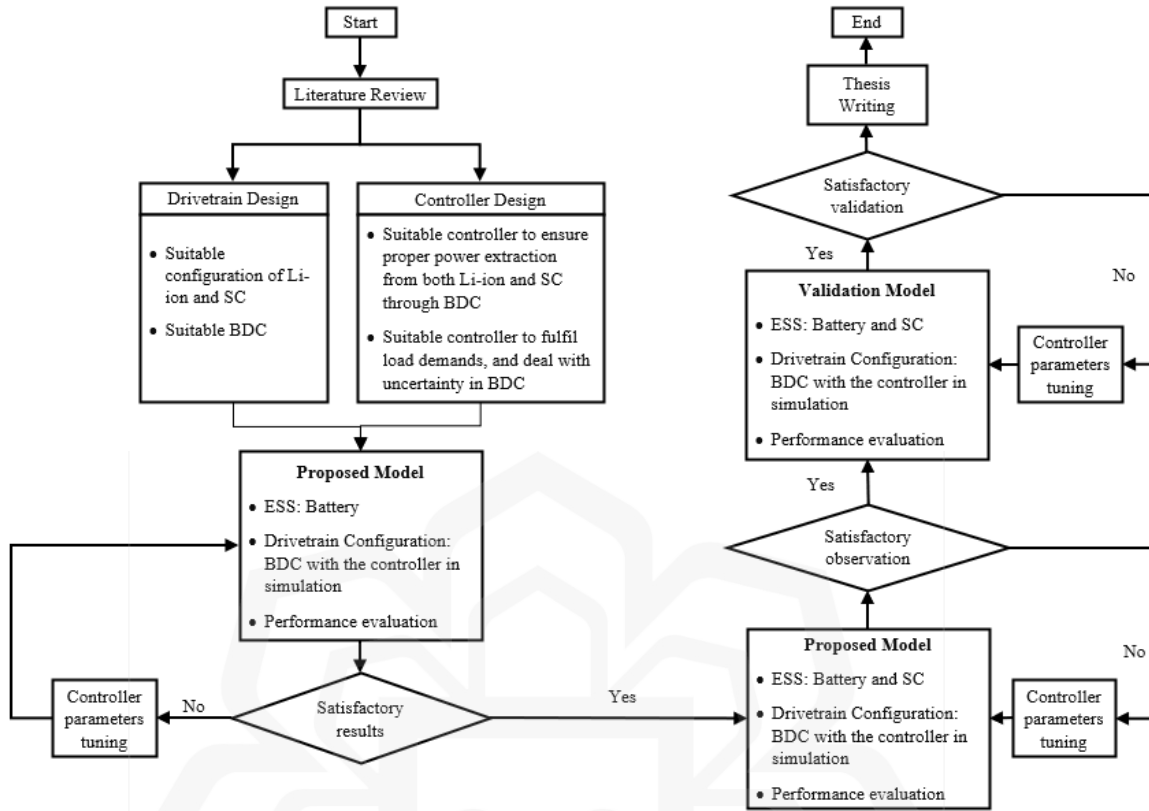 Start
Literature Review
Drivetrain Design
• Suitable
configuration of Li-
ion and SC
• Suitable BDC
Controller Design
• Suitable controller to ensure
proper power extraction
from both Li-ion and SC
through BDC
• Suitable controller to fulfil
load demands, and deal with
uncertainty in BDC
Proposed Model
• ESS: Battery
• Drivetrain Configuration:
BDC with the controller in
simulation
• Performance evaluation
Satisfactory
results
No
Controller
parameters
tuning
Yes
Proposed Model
• ESS: Battery and SC
• Drivetrain Configuration:
BDC with the controller in
simulation
• Performance evaluation
Controller
parameters
tuning
No
Satisfactory
observation
Yes
Validation Model
• ESS: Battery and SC
• Drivetrain Configuration:
BDC with the controller in
simulation
• Performance evaluation
Controller
parameters
tuning
No
Yes
Satisfactory
validation
Thesis
Writing
End